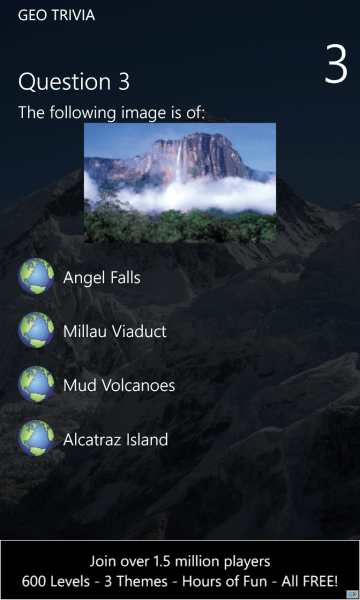 GEO TRIVIA
3
Question 3
The following image is of:
Angel Falls
Millau Viaduct
Mud Volcanoes
Alcatraz Island
Join over 1.5 million players
600 Levels - 3 Themes - Hours of Fun - All FREE!